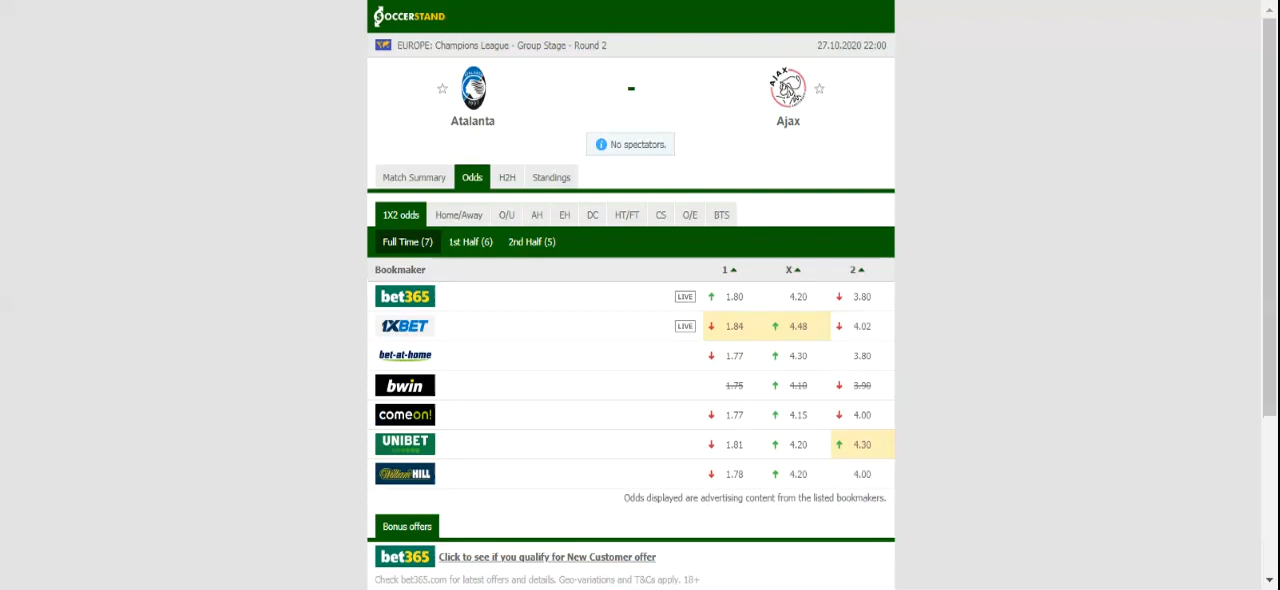 SOCCERSTAND
EUROPE: Champions League - Group Stage - Round 2 27.10.2020 22:00
-
Atalanta Ajax
No spectators.
Match Summary Odds H2H Standings
1X2 odds Home/Away O/U AH EH DC HT/FT CS O/E BTS
Full Time (7) 1st Half (6) 2nd Half (5)
Bookmaker 1 X 2
bet365 LIVE 1.80 4.20 3.80
1XBET LIVE 1.84 4.48 4.02
bet-at-home 1.77 4.30 3.80
bwin 1.75 4.10 3.90
comeon! 1.77 4.15 4.00
UNIBET 1.81 4.20 4.30
William HILL 1.78 4.20 4.00
Odds displayed are advertising content from the listed bookmakers.
Bonus offers
bet365 Click to see if you qualify for New Customer offer
Check bet365.com for latest offers and details. Geo-variations and T&Cs apply. 18+